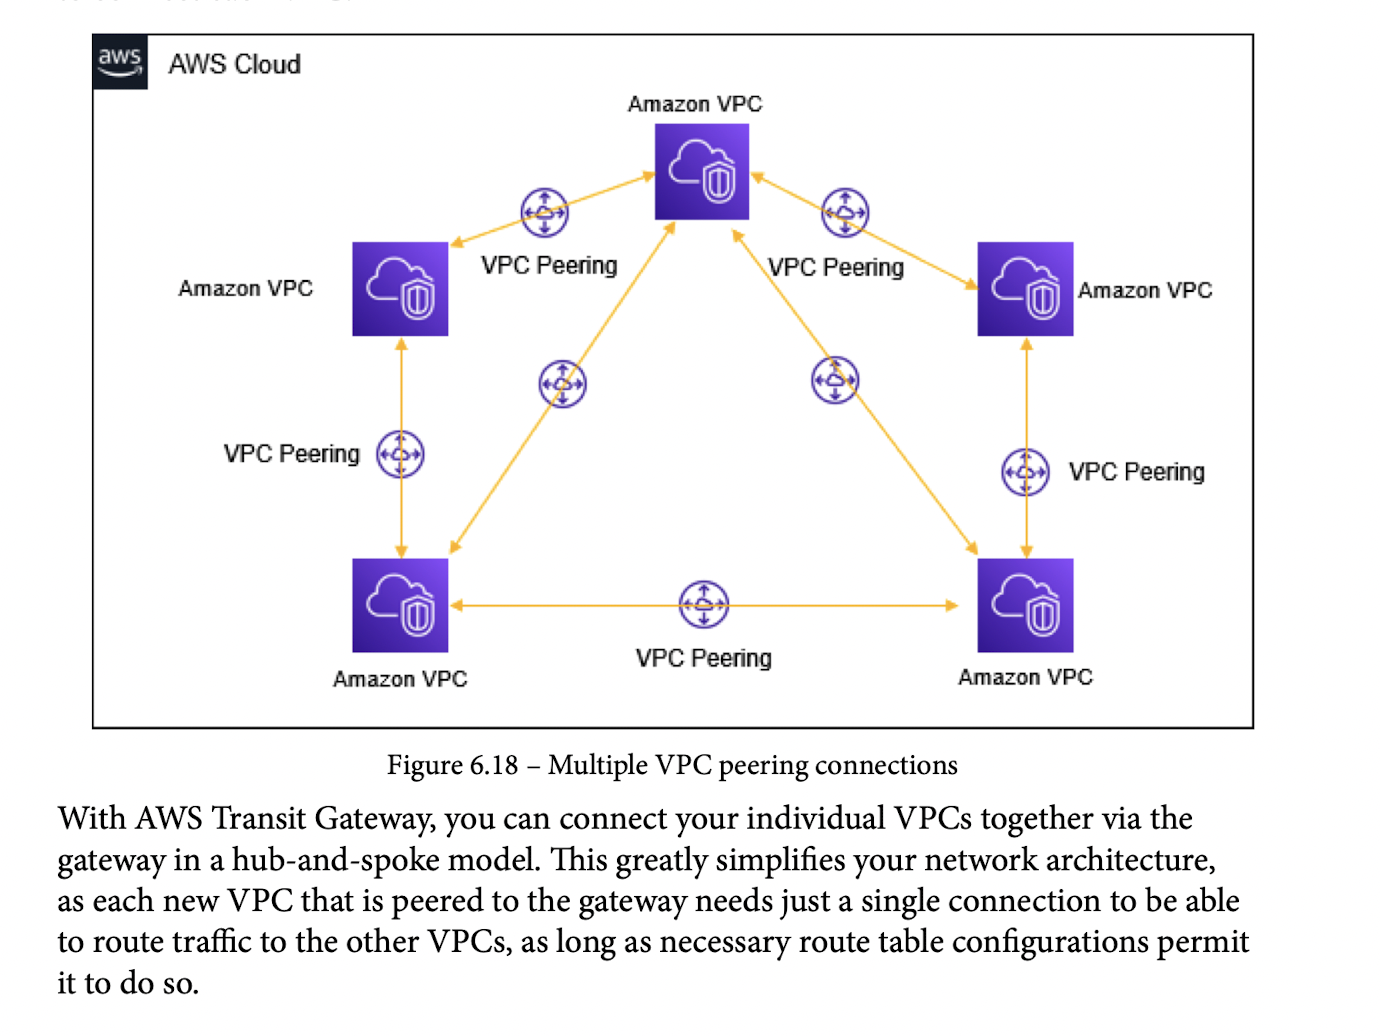 aws
AWS Cloud
Amazon VPC
VPC Peering
VPC Peering
Amazon VPC
Amazon VPC
VPC Peering
VPC Peering
VPC Peering
Amazon VPC
Amazon VPC
Figure 6.18 – Multiple VPC peering connections
With AWS Transit Gateway, you can connect your individual VPCs together via the
gateway in a hub-and-spoke model. This greatly simplifies your network architecture,
as each new VPC that is peered to the gateway needs just a single connection to be able
to route traffic to the other VPCs, as long as necessary route table configurations permit
it to do so.